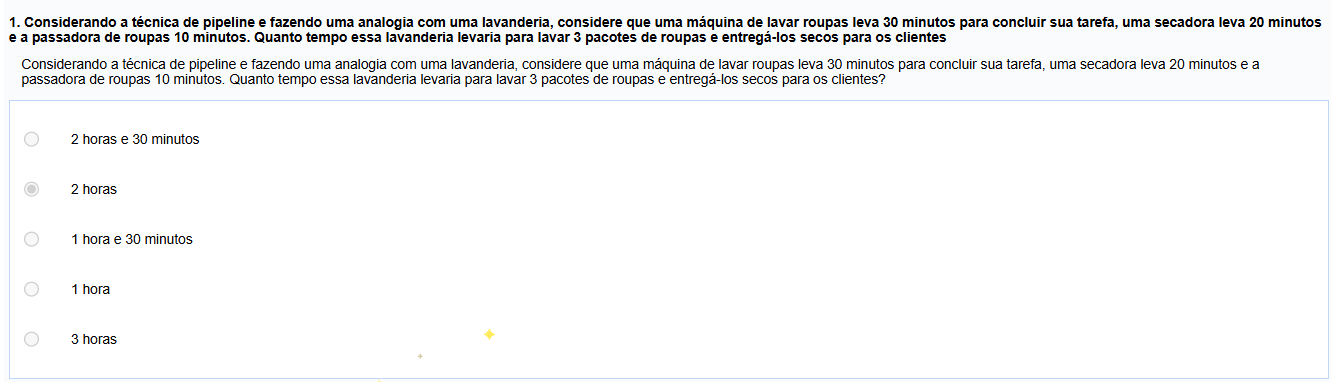 1. Considerando a técnica de pipeline e fazendo uma analogia com uma lavanderia, considere que uma máquina de lavar roupas leva 30 minutos para concluir sua tarefa, uma secadora leva 20 minutos
e a passadora de roupas 10 minutos. Quanto tempo essa lavanderia levaria para lavar 3 pacotes de roupas e entregá-los secos para os clientes
Considerando a técnica de pipeline e fazendo uma analogia com uma lavanderia, considere que uma máquina de lavar roupas leva 30 minutos para concluir sua tarefa, uma secadora leva 20 minutos e a
passadora de roupas 10 minutos. Quanto tempo essa lavanderia levaria para lavar 3 pacotes de roupas e entregá-los secos para os clientes?
2 horas e 30 minutos
2 horas
1 hora e 30 minutos
1 hora
3 horas